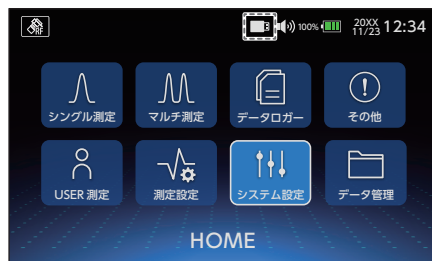 RF
100%
20XX
11/23 12:34
シングル測定 マルチ測定 データロガー その他
USER 測定 測定設定 システム設定 データ管理
HOME